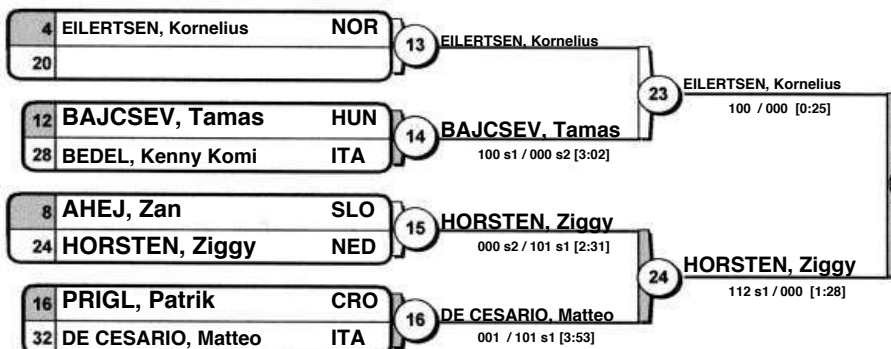 4 EILERTSEN, Kornelius NOR
20
13
EILERTSEN, Kornelius
23
EILERTSEN, Kornelius
100 / 000 [0:25]
12 BAJCSEV, Tamas HUN
28 BEDEL, Kenny Komi ITA
14
BAJCSEV, Tamas
100 s1 / 000 s2 [3:02]
8 AHEJ, Zan SLO
24 HORSTEN, Ziggy NED
15
HORSTEN, Ziggy
000 s2 / 101 s1 [2:31]
24
HORSTEN, Ziggy
112 s1 / 000 [1:28]
16 PRIGL, Patrik CRO
32 DE CESARIO, Matteo ITA
16
DE CESARIO, Matteo
001 / 101 s1 [3:53]